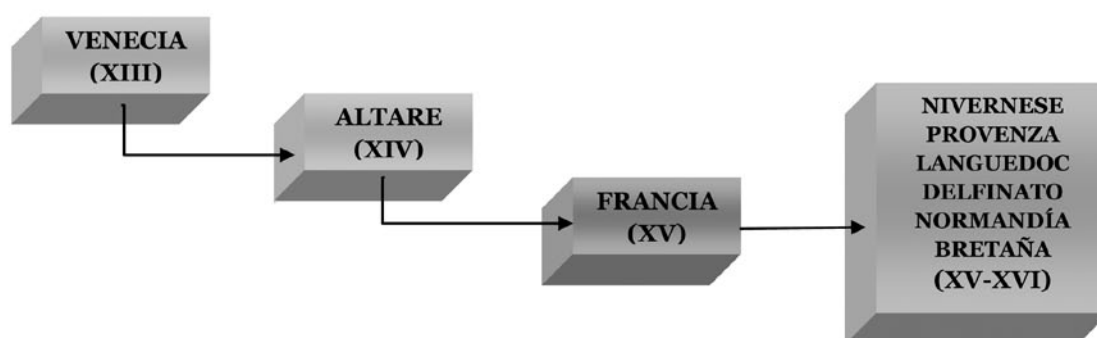 VENECIA
(XIII)
ALTARE
(XIV)
FRANCIA
(XV)
NIVERNESE
PROVENZA
LANGUEDOC
DELFINATO
NORMANDÍA
BRETAÑA
(XV-XVI)